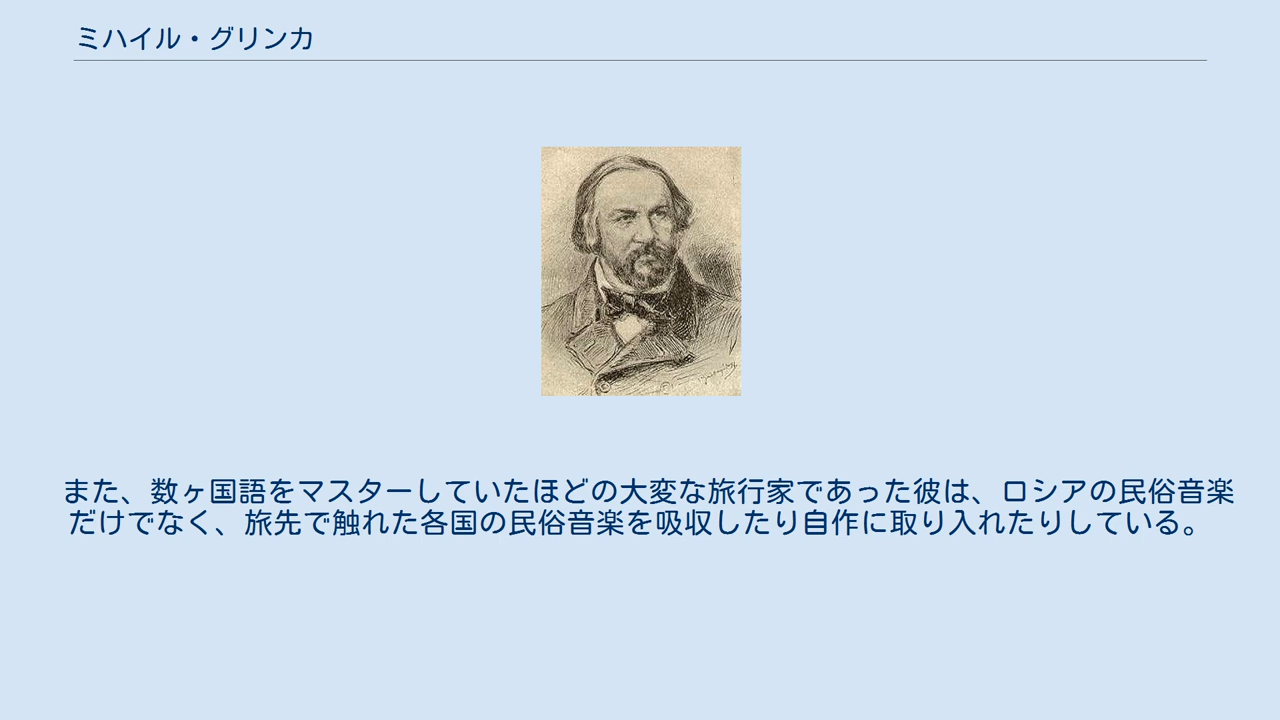 ミハイル・グリンカ
また、数ヶ国語をマスターしていたほどの大変な旅行家であった彼は、ロシアの民俗音楽
だけでなく、旅先で触れた各国の民俗音楽を吸収したり自作に取り入れたりしている。